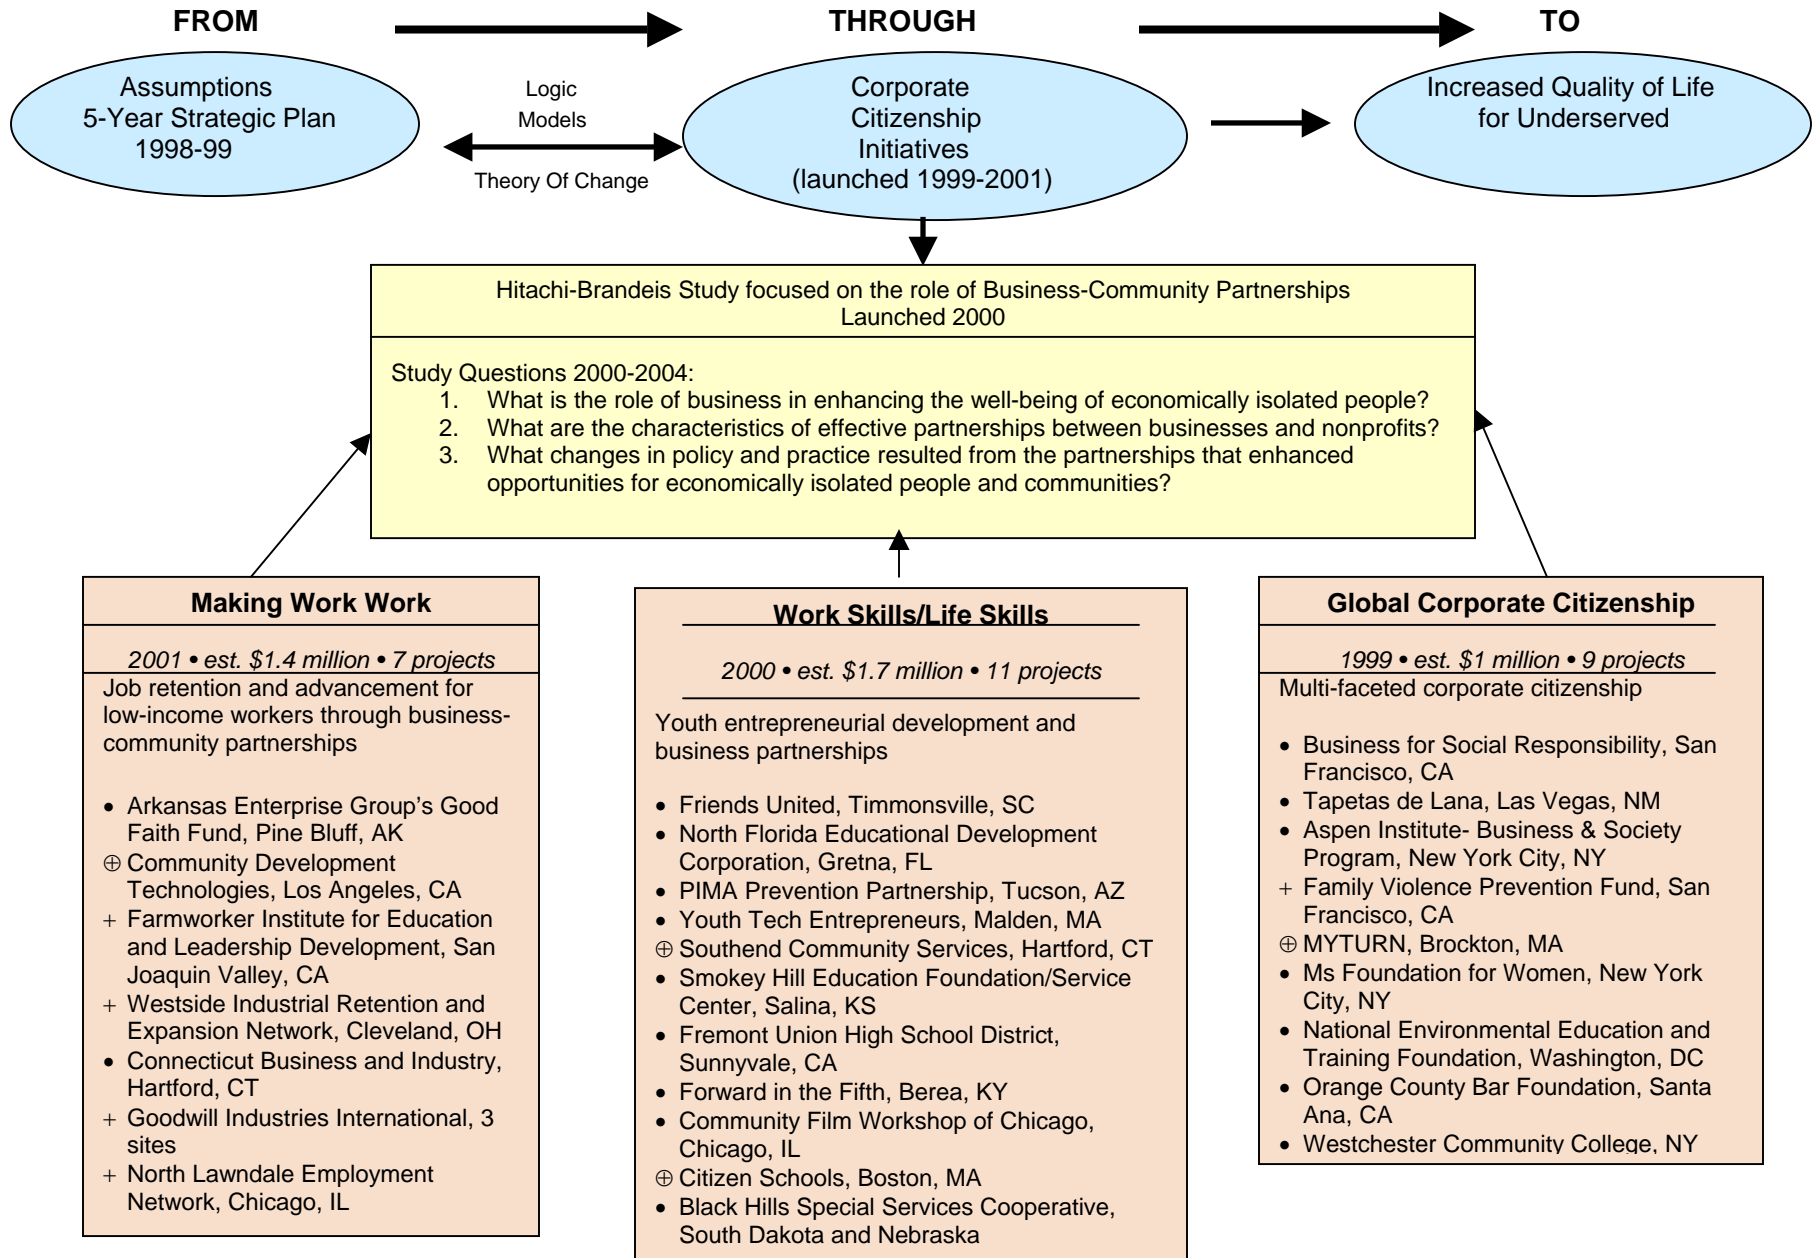 FROM
THROUGH
TO
Assumptions
5-Year Strategic Plan
1998-99
Logic
Models
Theory Of Change
Corporate
Citizenship
Initiatives
(launched 1999-2001)
Increased Quality of Life
for Underserved
Hitachi-Brandeis Study focused on the role of Business-Community Partnerships
Launched 2000
Study Questions 2000-2004:
1. What is the role of business in enhancing the well-being of economically isolated people?
2. What are the characteristics of effective partnerships between businesses and nonprofits?
3. What changes in policy and practice resulted from the partnerships that enhanced
opportunities for economically isolated people and communities?
Making Work Work
2001 • est. $1.4 million • 7 projects
Job retention and advancement for
low-income workers through business-
community partnerships
• Arkansas Enterprise Group's Good
Faith Fund, Pine Bluff, AK
⊕ Community Development
Technologies, Los Angeles, CA
+ Farmworker Institute for Education
and Leadership Development, San
Joaquin Valley, CA
+ Westside Industrial Retention and
Expansion Network, Cleveland, OH
• Connecticut Business and Industry,
Hartford, CT
+ Goodwill Industries International, 3
sites
+ North Lawndale Employment
Network, Chicago, IL
Work Skills/Life Skills
2000 • est. $1.7 million • 11 projects
Youth entrepreneurial development and
business partnerships
• Friends United, Timmonsville, SC
• North Florida Educational Development
Corporation, Gretna, FL
• PIMA Prevention Partnership, Tucson, AZ
• Youth Tech Entrepreneurs, Malden, MA
⊕ Southend Community Services, Hartford, CT
• Smokey Hill Education Foundation/Service
Center, Salina, KS
• Fremont Union High School District,
Sunnyvale, CA
• Forward in the Fifth, Berea, KY
• Community Film Workshop of Chicago,
Chicago, IL
⊕ Citizen Schools, Boston, MA
• Black Hills Special Services Cooperative,
South Dakota and Nebraska
Global Corporate Citizenship
1999 • est. $1 million • 9 projects
Multi-faceted corporate citizenship
• Business for Social Responsibility, San
Francisco, CA
• Tapetas de Lana, Las Vegas, NM
• Aspen Institute- Business & Society
Program, New York City, NY
+ Family Violence Prevention Fund, San
Francisco, CA
⊕ MYTURN, Brockton, MA
• Ms Foundation for Women, New York
City, NY
• National Environmental Education and
Training Foundation, Washington, DC
• Orange County Bar Foundation, Santa
Ana, CA
• Westchester Community College, NY